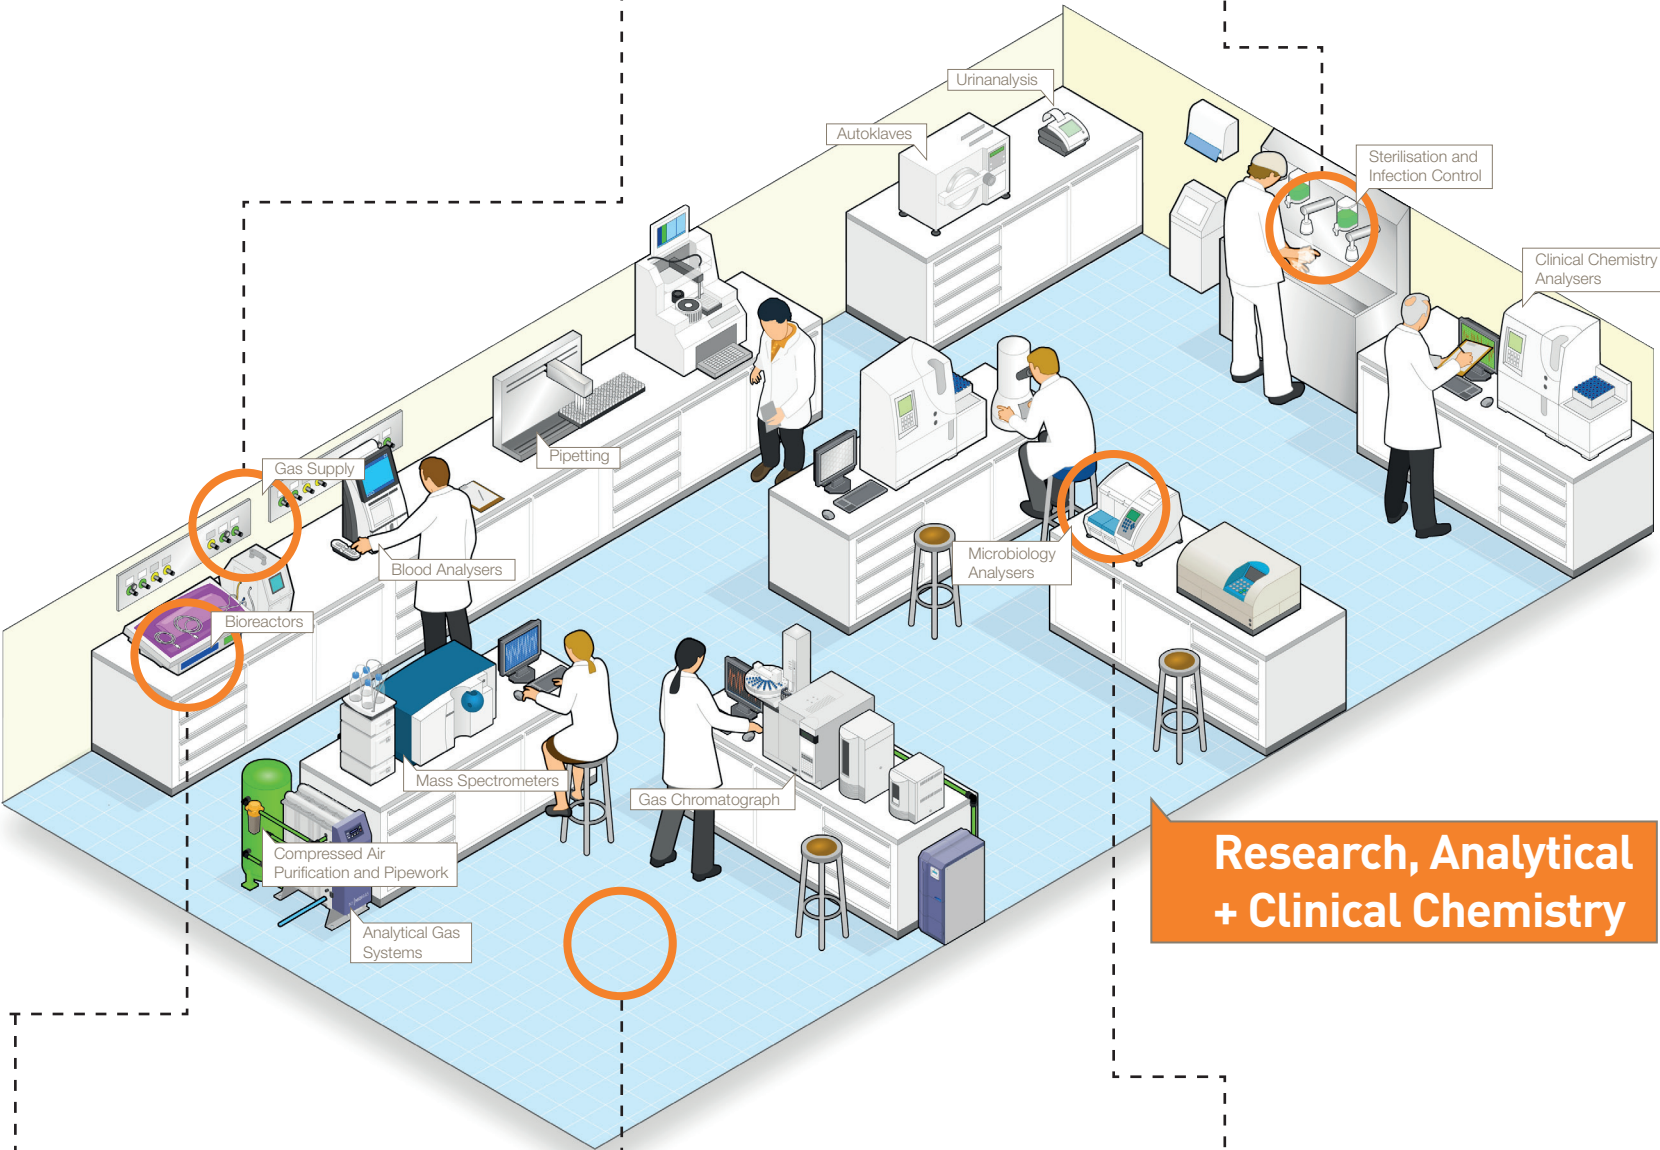 Urinanalysis
Autoklaves
Sterilisation and
Infection Control
Clinical Chemistry
Analysers
Gas Supply
Pipetting
Blood Analysers
Microbiology
Analysers
Bioreactors
Mass Spectrometers
Gas Chromatograph
Compressed Air
Purification and Pipework
Analytical Gas
Systems
Research, Analytical
+ Clinical Chemistry